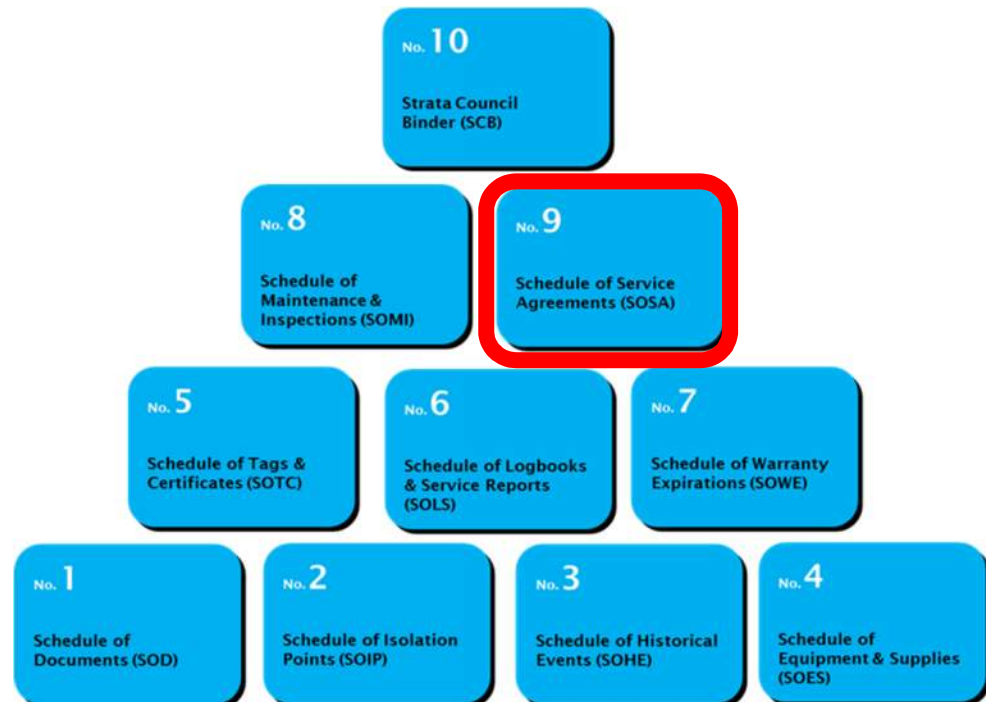 No. 10
Strata Council
Binder (SCB)
No. 8
Schedule of
Maintenance &
Inspections (SOMI)
No. 9
Schedule of Service
Agreements (SOSA)
No. 5
Schedule of Tags &
Certificates (SOTC)
No. 6
Schedule of Logbooks
& Service Reports
(SOLS)
No. 7
Schedule of Warranty
Expirations (SOWE)
No. 1
Schedule of
Documents (SOD)
No. 2
Schedule of Isolation
Points (SOIP)
No. 3
Schedule of Historical
Events (SOHE)
No. 4
Schedule of
Equipment & Supplies
(SOES)